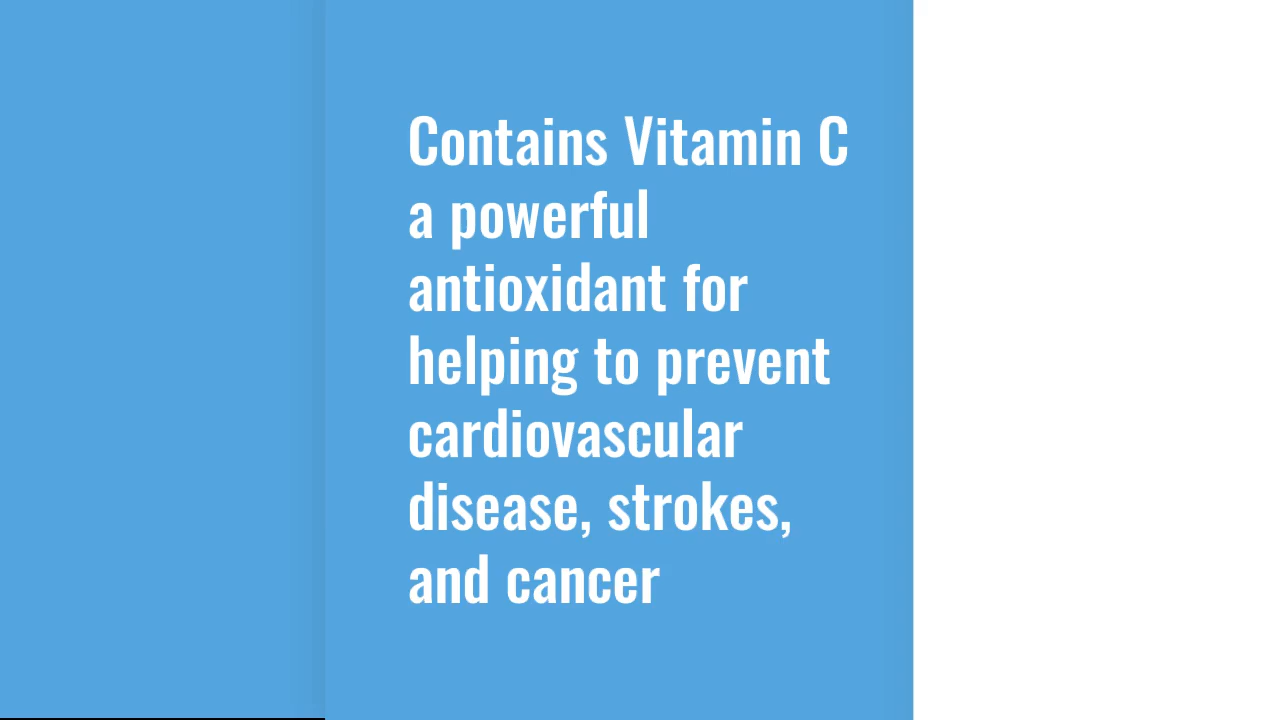 Contains Vitamin C
a powerful
antioxidant for
helping to prevent
cardiovascular
disease, strokes,
and cancer